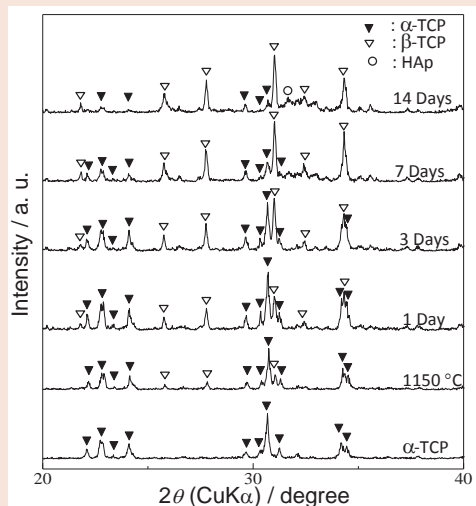 ▼ : α-TCP
▽ : β-TCP
○ : HAp
14 Days
7 Days
3 Days
1 Day
1150 °C
α-TCP
Intensity / a. u.
20 30 40
2θ (CuKα) / degree